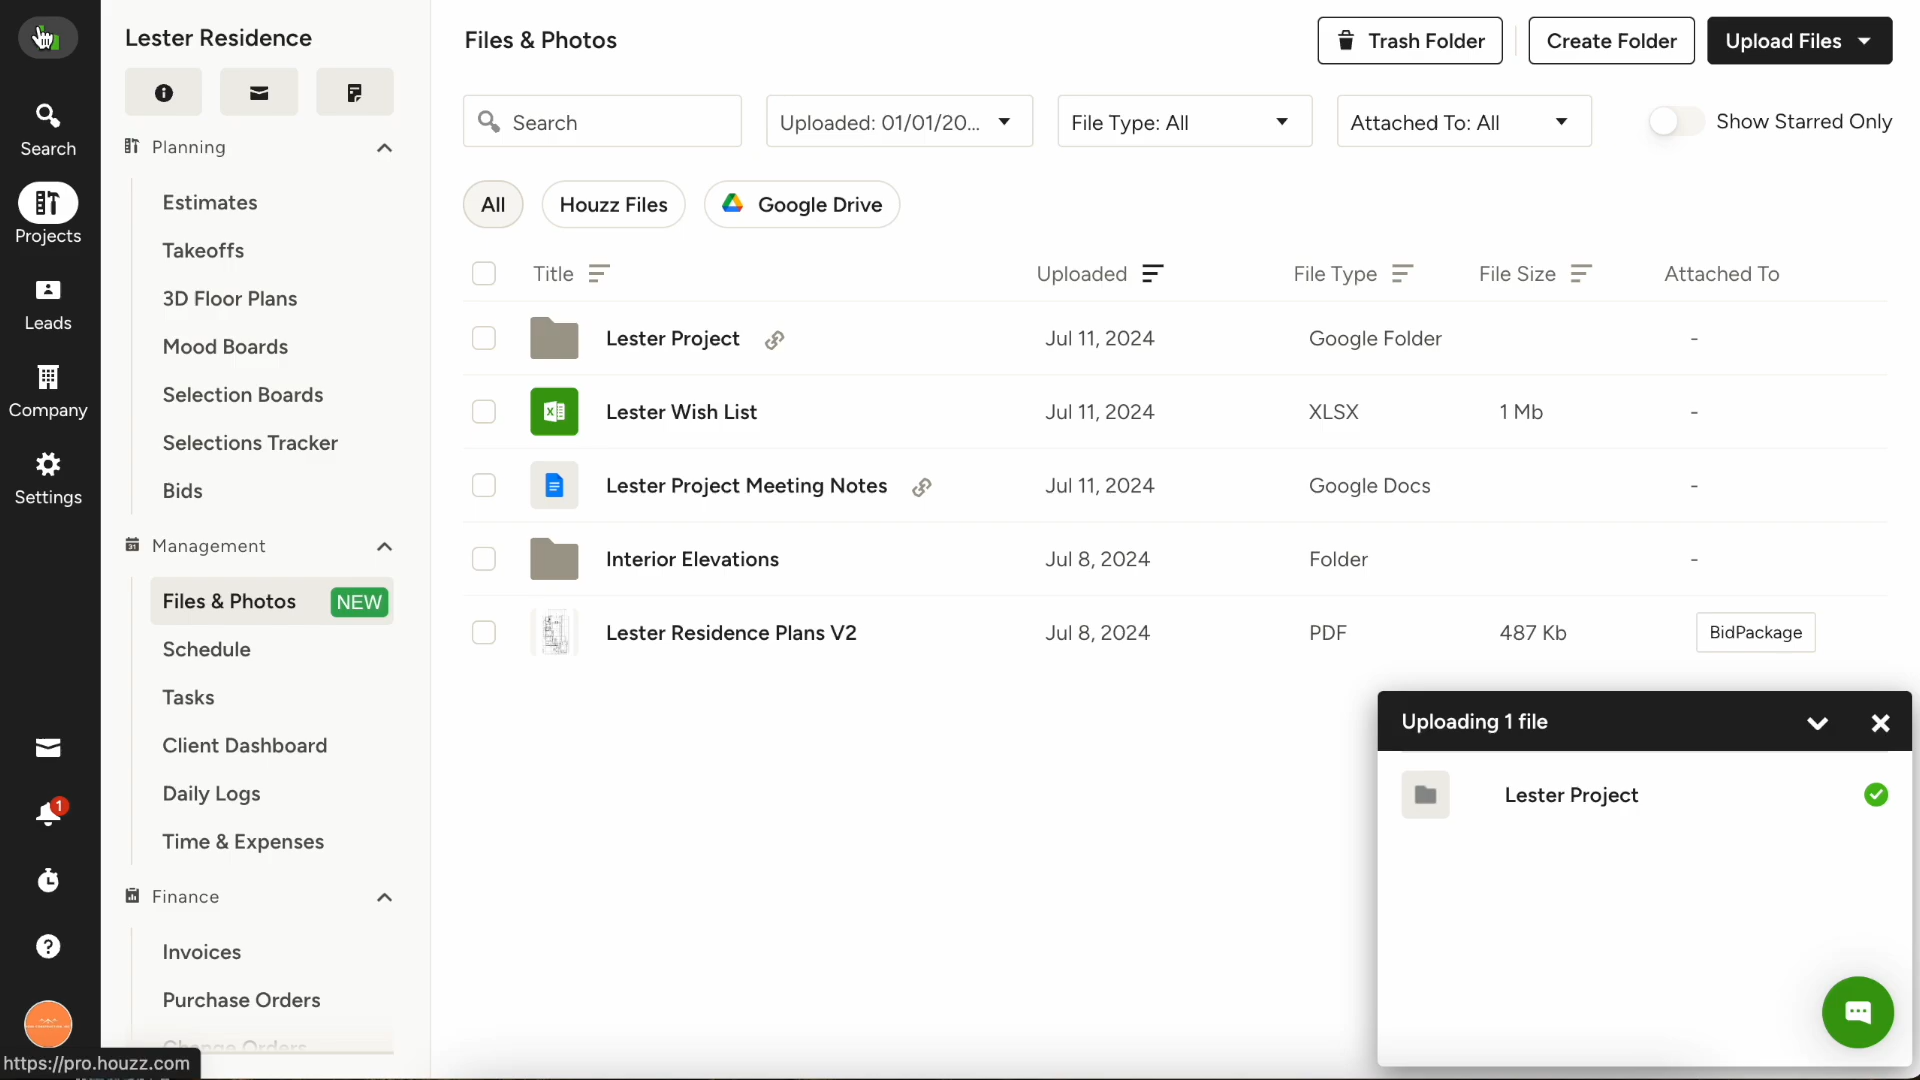 Search
Projects
Leads
Company
Settings
1
Lester Residence
Planning
Estimates
Takeoffs
3D Floor Plans
Mood Boards
Selection Boards
Selections Tracker
Bids
Management
Files & Photos NEW
Schedule
Tasks
Client Dashboard
Daily Logs
Time & Expenses
Finance
Invoices
Purchase Orders
Change Orders
https://pro.houzz.com
Files & Photos
Trash Folder
Create Folder
Upload Files
Search
Uploaded: 01/01/20...
File Type: All
Attached To: All
Show Starred Only
All
Houzz Files
Google Drive
Title Uploaded File Type File Size Attached To
Lester Project Jul 11, 2024 Google Folder -
Lester Wish List Jul 11, 2024 XLSX 1 Mb -
Lester Project Meeting Notes Jul 11, 2024 Google Docs -
Interior Elevations Jul 8, 2024 Folder -
Lester Residence Plans V2 Jul 8, 2024 PDF 487 Kb BidPackage
Uploading 1 file
Lester Project